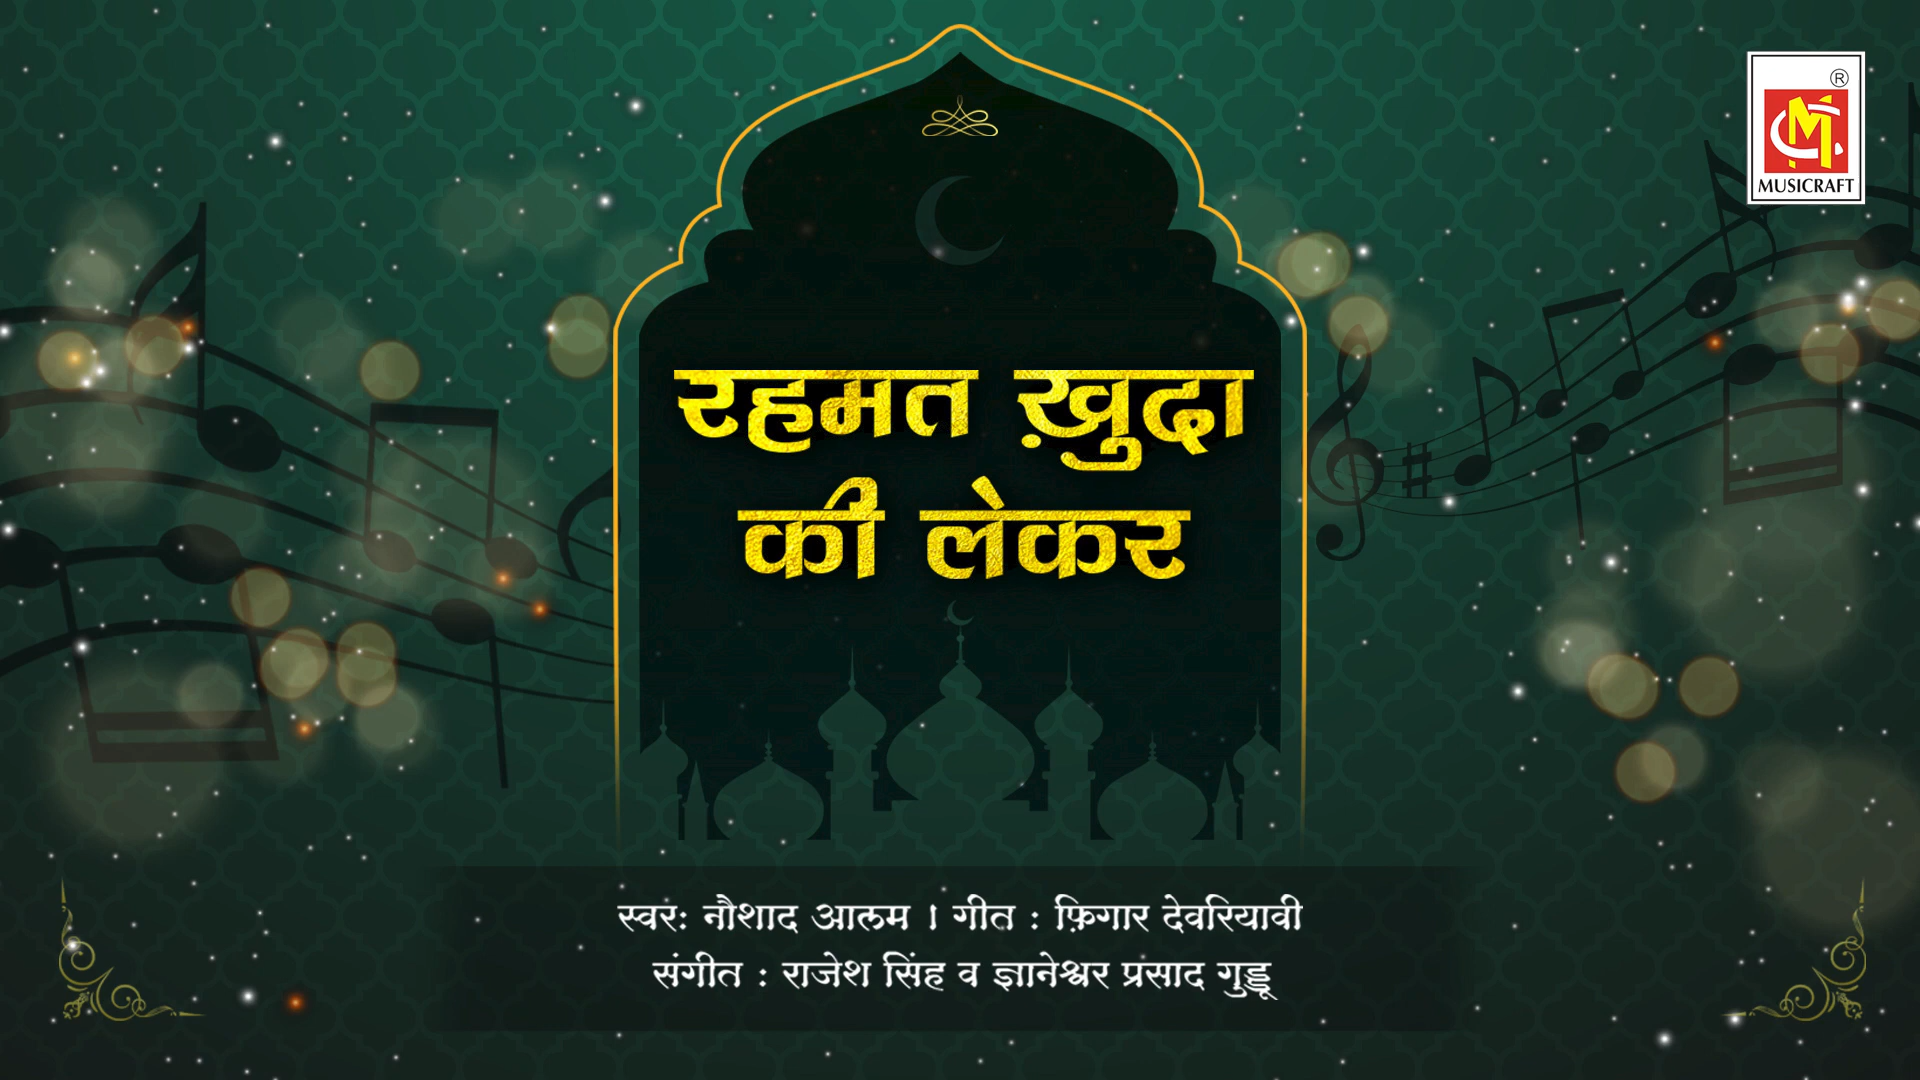 ®
MUSICRAFT
रहमत ख़ुदा
की लेकर
स्वरः नौशाद आलम । गीत : फ़िगार देवरियावी
संगीत : राजेश सिंह व ज्ञानेश्वर प्रसाद गुड्डू